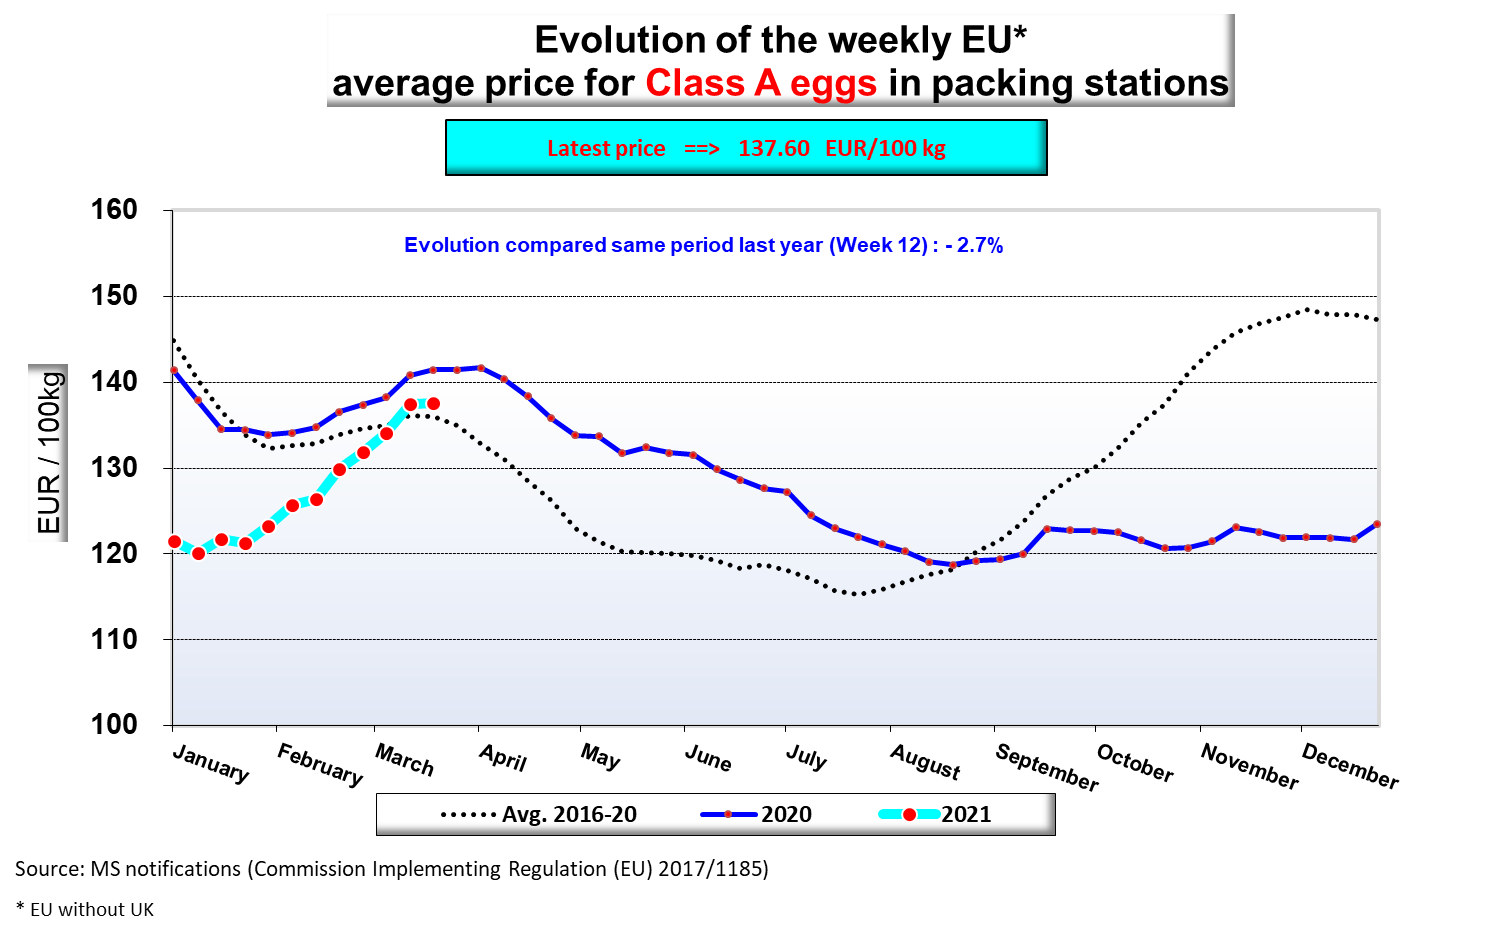 Evolution of the weekly EU*
average price for Class A eggs in packing stations
Latest price ==> 137.60 EUR/100 kg
Evolution compared same period last year (Week 12) : - 2.7%
EUR / 100kg
160
150
140
130
120
110
100
January February March April May June July August September October November December
Avg. 2016-20 2020 2021
Source: MS notifications (Commission Implementing Regulation (EU) 2017/1185)
* EU without UK